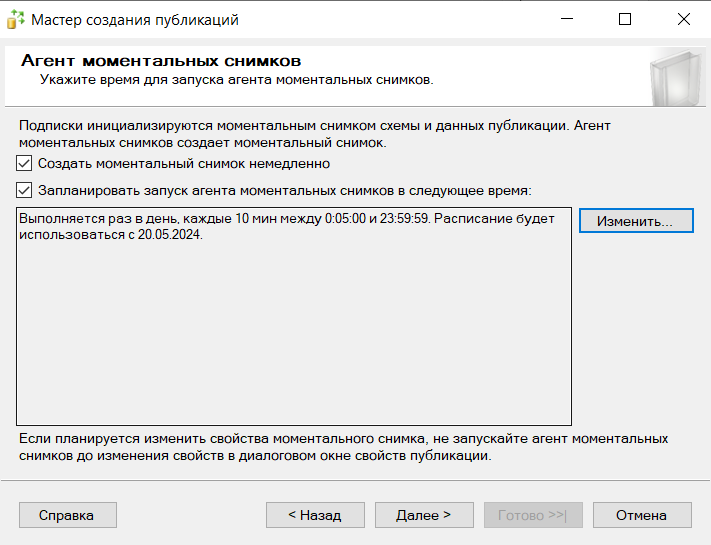 Мастер создания публикаций
Агент моментальных снимков
Укажите время для запуска агента моментальных снимков.
Подписки инициализируются моментальным снимком схемы и данных публикации. Агент
моментальных снимков создает моментальный снимок.
Создать моментальный снимок немедленно
Запланировать запуск агента моментальных снимков в следующее время:
Выполняется раз в день, каждые 10 мин между 0:05:00 и 23:59:59. Расписание будет
использоваться с 20.05.2024.
Изменить...
Если планируется изменить свойства моментального снимка, не запускайте агент моментальных
снимков до изменения свойств в диалоговом окне свойств публикации.
Справка
< Назад
Далее >
Готово >>|
Отмена